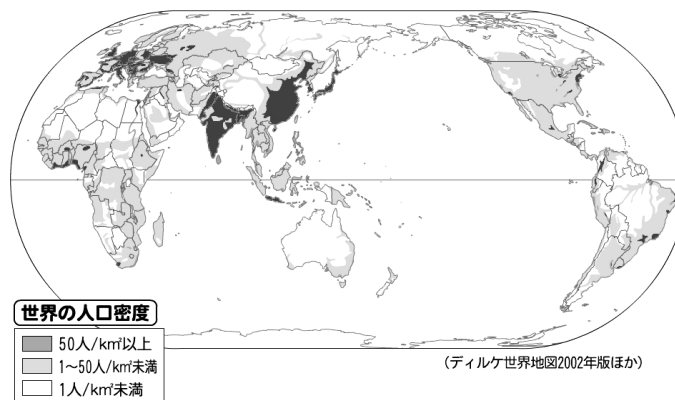 世界の人口密度
50人/km²以上
1～50人/km²未満
1人/km²未満
(ディルケ世界地図2002年版ほか)